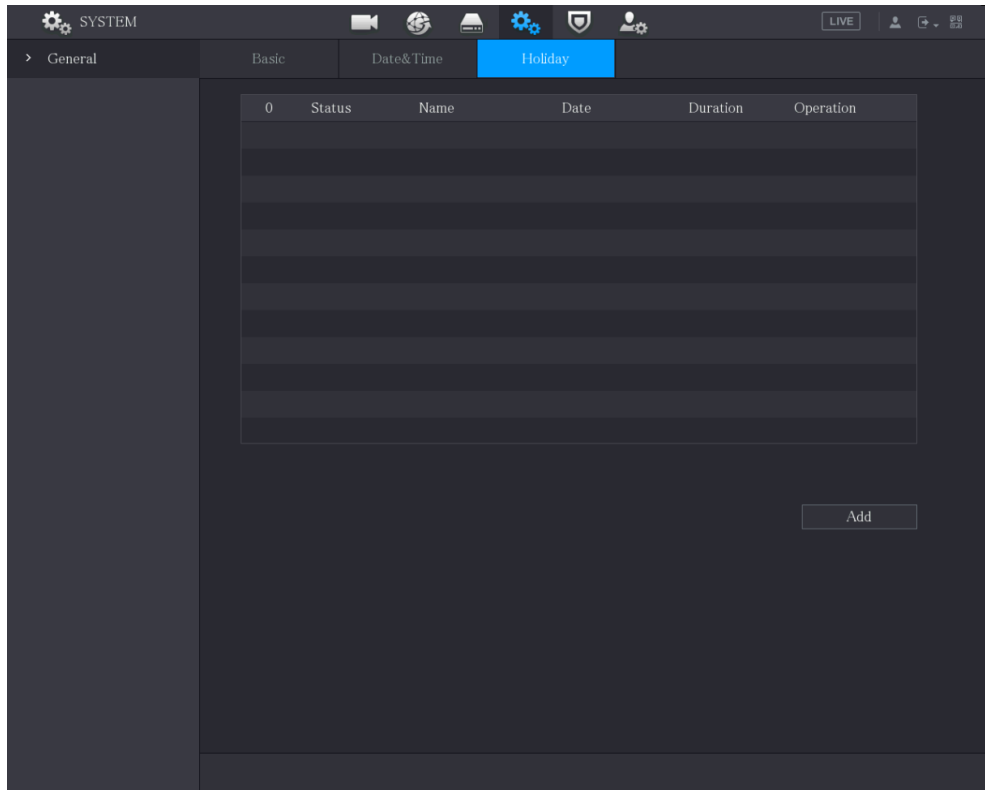 SYSTEM LIVE
General Basic Date&Time Holiday
0 Status Name Date Duration Operation
Add